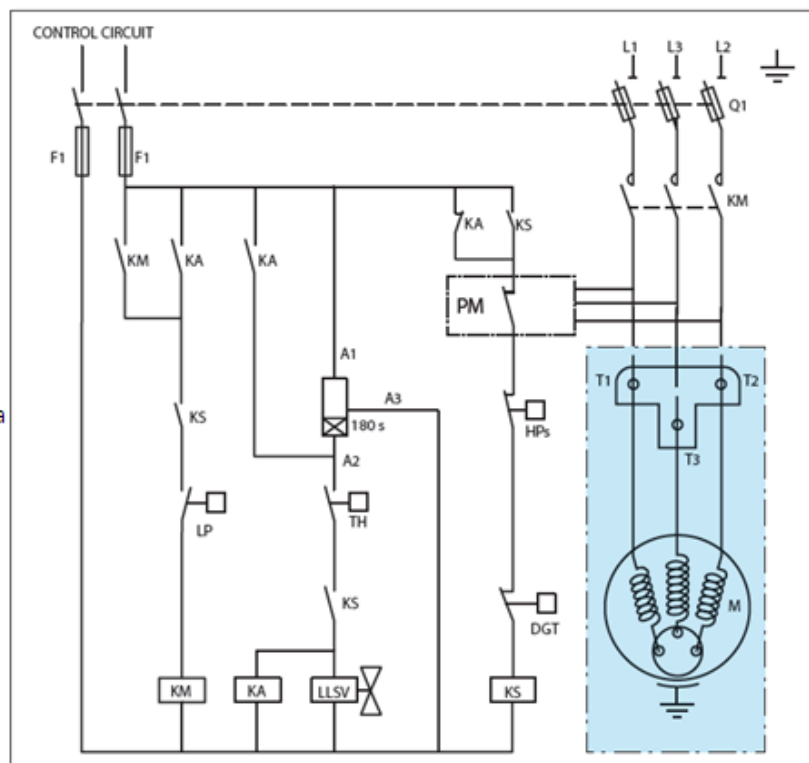 CONTROL CIRCUIT
L1 L3 L2
Q1
F1 F1
KM
KA KS
KM KA KA
PM
A1
T1 T2
A3
a
180 s
KS
HPs
A2
T3
LP
TH
KS
M
DGT
KM KA LLSV KS